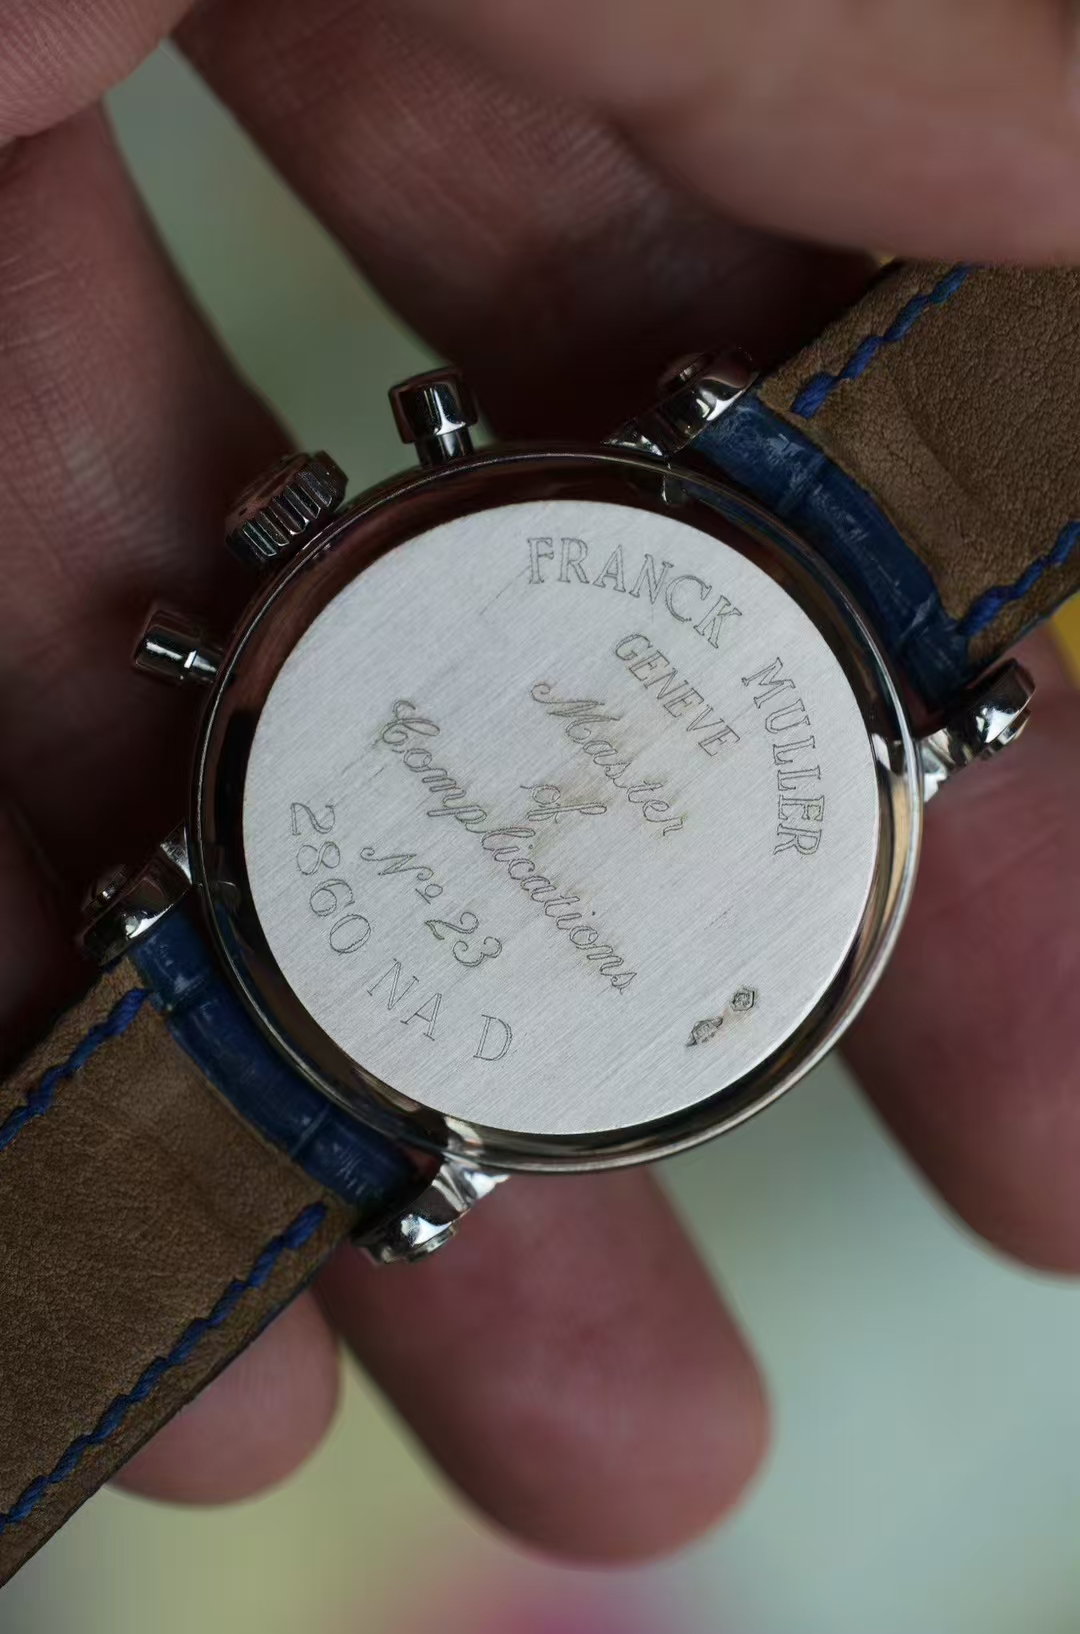 FRANCK MULLER
GENEVE
Master
of
Complications
Nº 23
2860 NA D